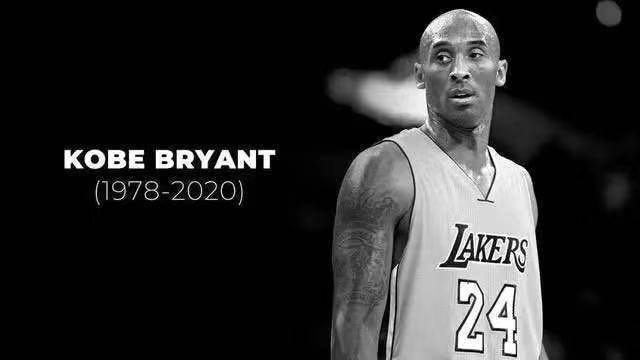 KOBE BRYANT
(1978-2020)
LAKERS
24